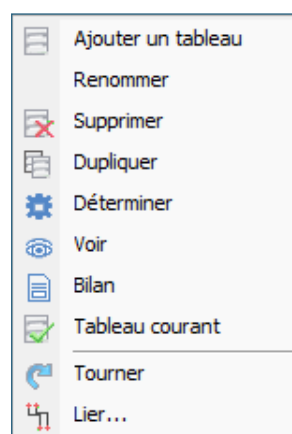 Ajouter un tableau
Renommer
Supprimer
Dupliquer
Déterminer
Voir
Bilan
Tableau courant
Tourner
Lier...